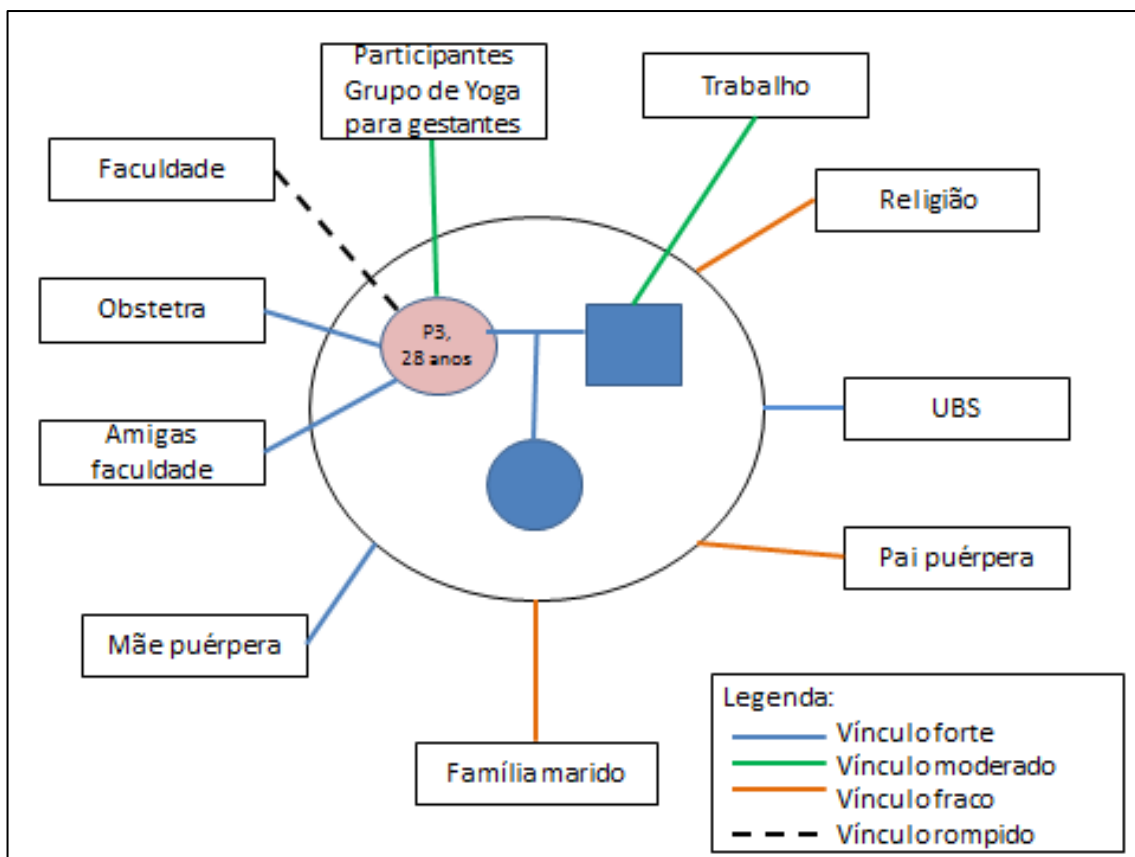 Participantes
Grupo de Yoga
para gestantes
Trabalho
Faculdade
Religião
Obstetra
P3,
28 anos
UBS
Amigas
faculdade
Pai puérpera
Mãe puérpera
Família marido
Legenda:
Vínculo forte
Vínculo moderado
Vínculo fraco
Vínculo rompido